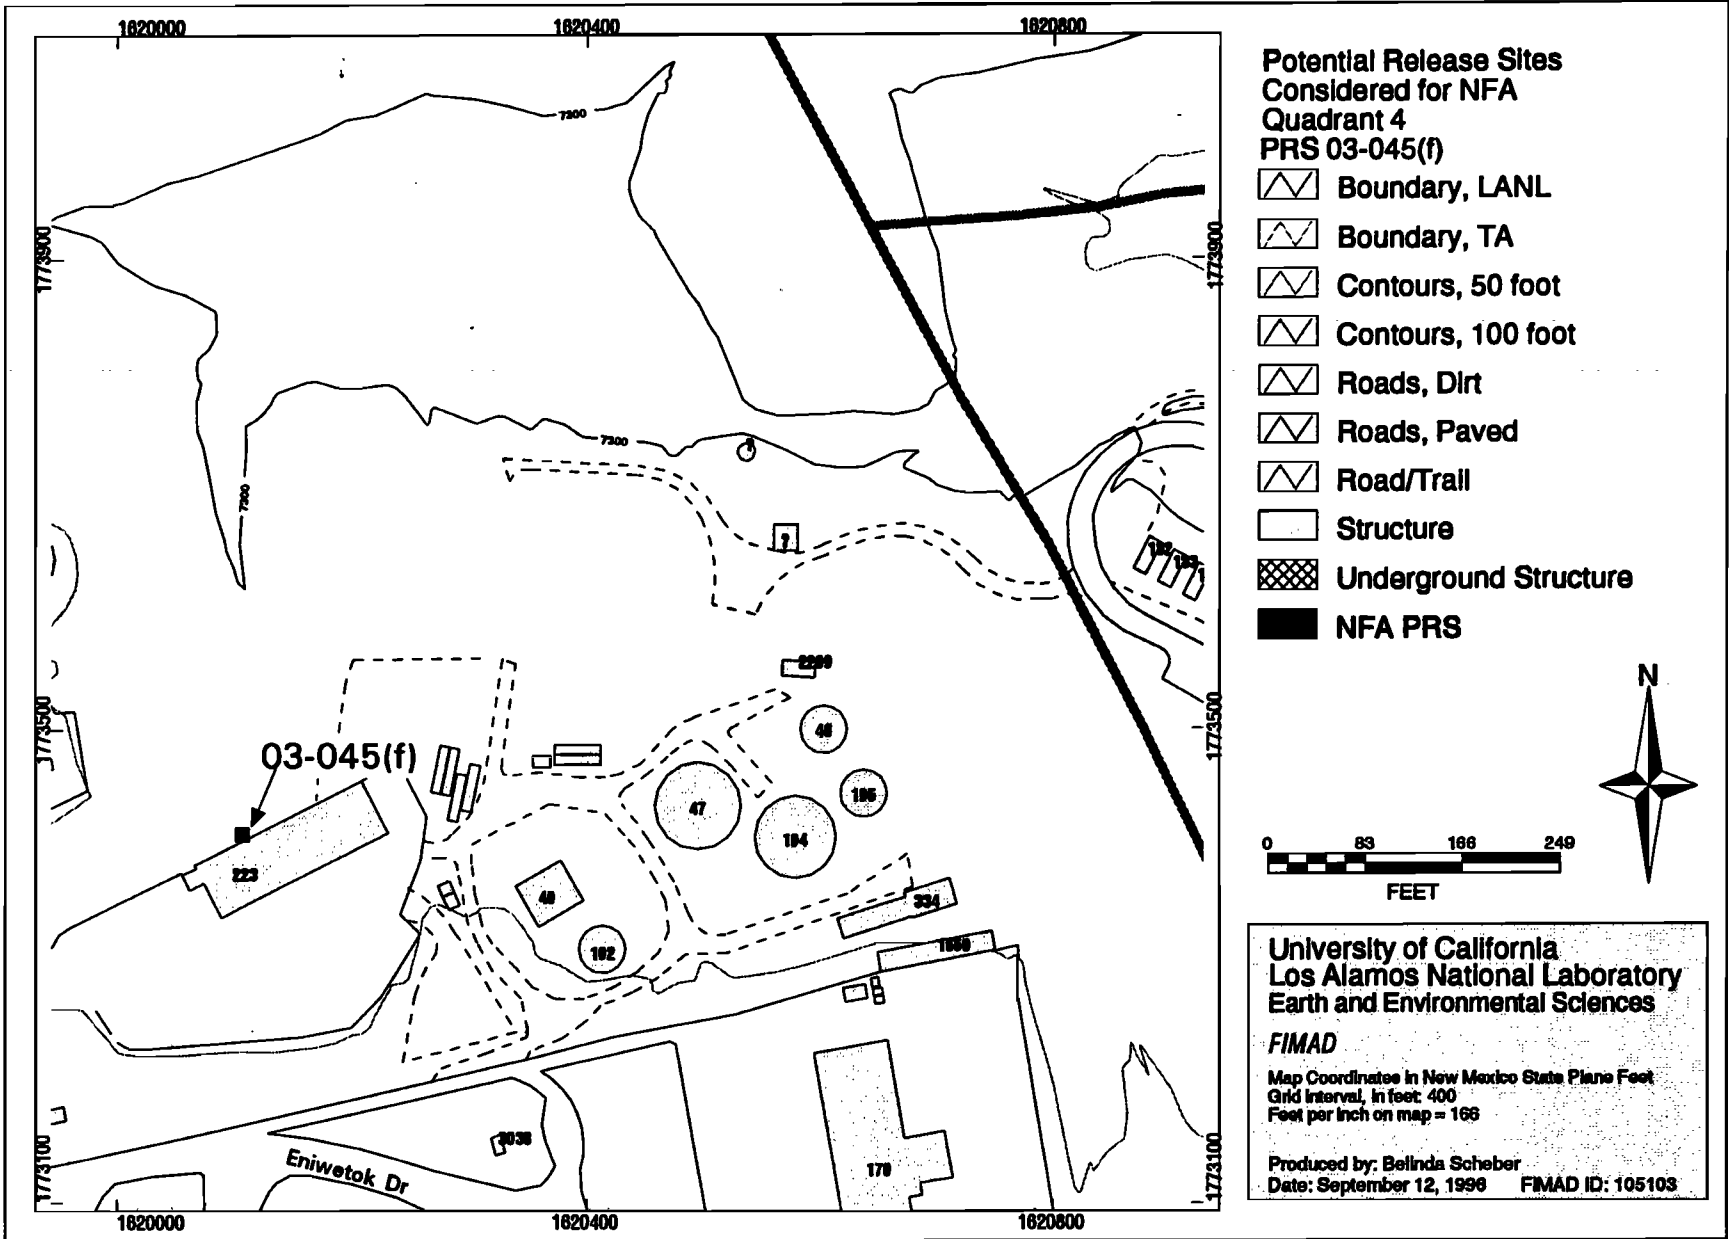 1620000
1620400
1620800
Potential Release Sites
Considered for NFA
Quadrant 4
PRS 03-045(f)
Boundary, LANL
Boundary, TA
Contours, 50 foot
Contours, 100 foot
Roads, Dirt
Roads, Paved
Road/Trail
Structure
Underground Structure
NFA PRS
7300
7300
7300
1773900
1773900
7
1773500
1773500
N
03-045(f)
223
47
194
195
334
192
179
0 83 166 249
FEET
University of California
Los Alamos National Laboratory
Earth and Environmental Sciences
FIMAD
Map Coordinates in New Mexico State Plane Feet
Grid Interval, in feet: 400
Feet per inch on map = 166
Produced by: Belinda Scheber
Date: September 12, 1996 FIMAD ID: 105103
Eniwetok Dr
1773100
1773100
1620000
1620400
1620800